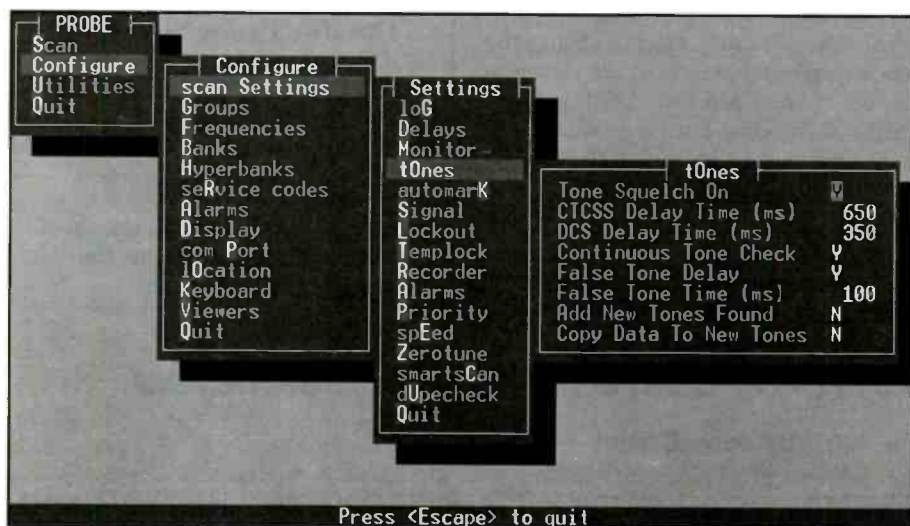 PROBE
Scan
Configure
Utilities
Quit
Configure
scan Settings
Groups
Frequencies
Banks
Hyperbanks
seRvice codes
Alarms
Display
com Port
lOcation
Keyboard
Viewers
Quit
Settings
loG
Delays
Monitor
tOnes
automarK
Signal
Lockout
Templock
Recorder
Alarms
Priority
spEed
Zerotune
smartsCan
dUpecheck
Quit
tOnes
Tone Squelch On Y
CTCSS Delay Time (ms) 650
DCS Delay Time (ms) 350
Continuous Tone Check Y
False Tone Delay Y
False Tone Time (ms) 100
Add New Tones Found N
Copy Data To New Tones N
Press <Escape> to quit